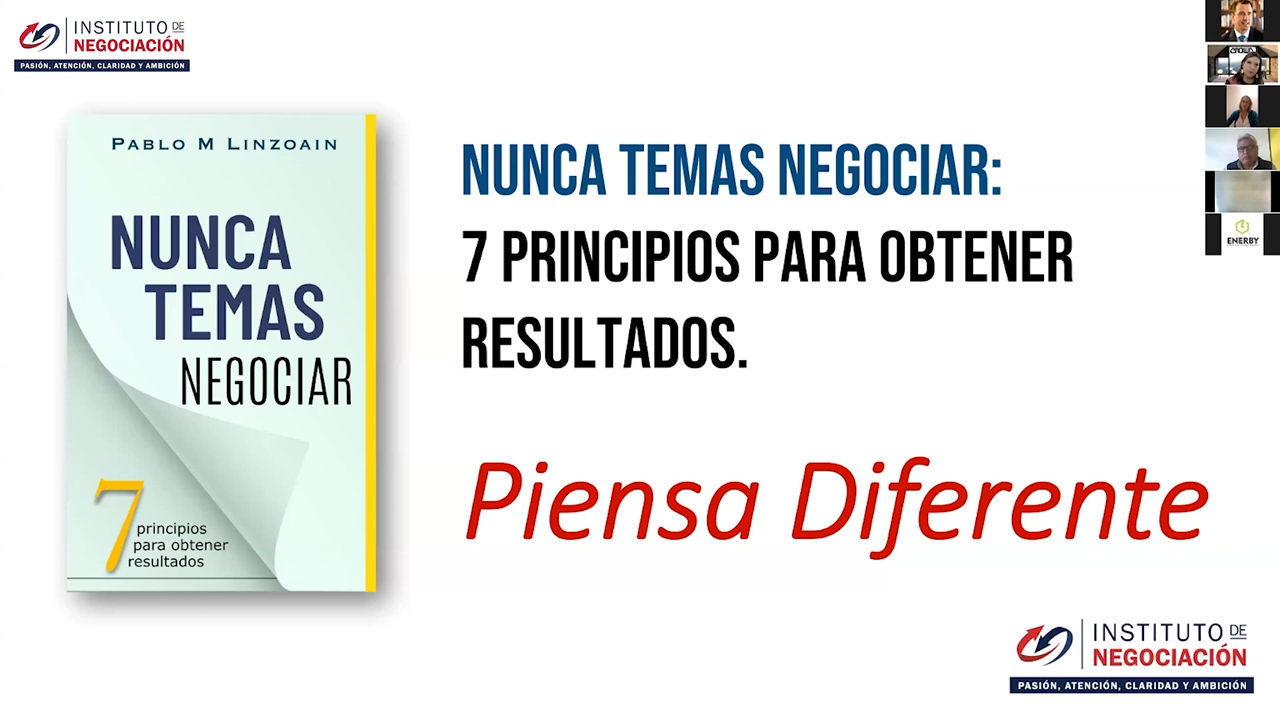 INSTITUTO DE
NEGOCIACIÓN
PASIÓN, ATENCIÓN, CLARIDAD Y AMBICIÓN
PABLO M LINZOAIN
NUNCA
TEMAS
NEGOCIAR
7 principios
para obtener
resultados
NUNCA TEMAS NEGOCIAR:
7 PRINCIPIOS PARA OBTENER
RESULTADOS.
Piensa Diferente
ENERBY
INSTITUTO DE
NEGOCIACIÓN
PASIÓN, ATENCIÓN, CLARIDAD Y AMBICIÓN